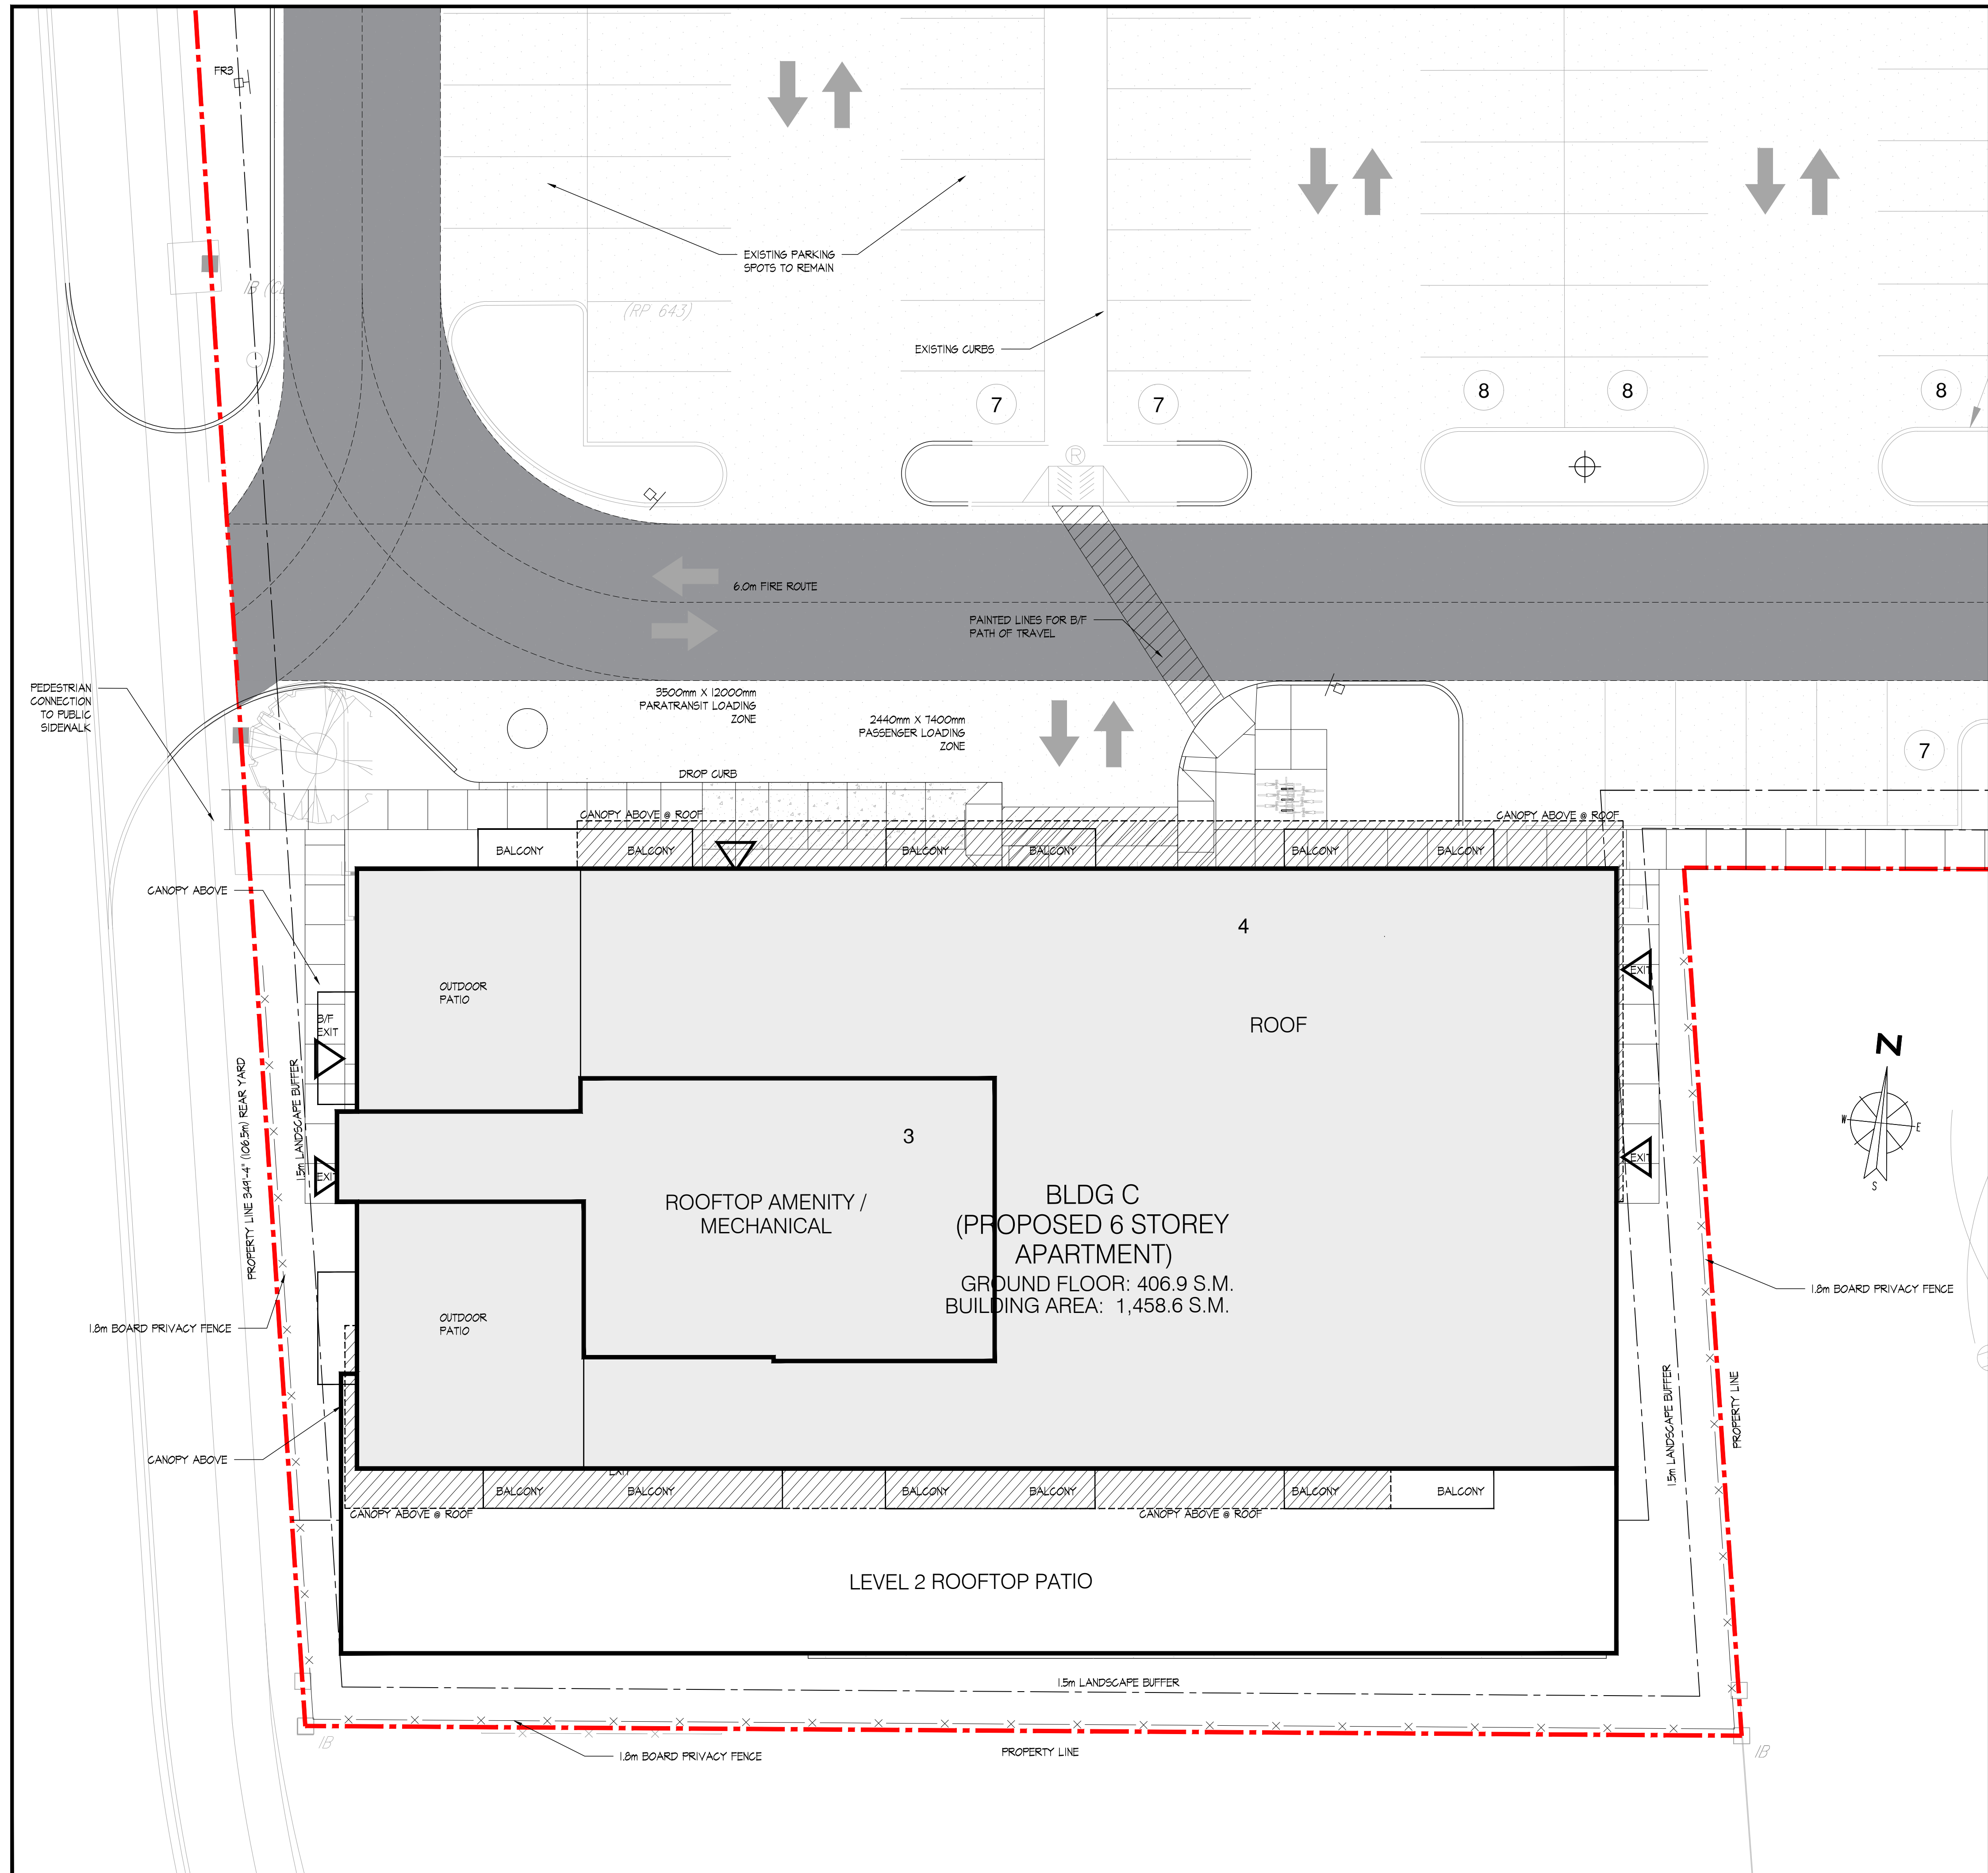 FR3
EXISTING PARKING
SPOTS TO REMAIN
(RP 643)
EXISTING CURBS
7
7
8
8
8
R
6.0m FIRE ROUTE
PAINTED LINES FOR B/F
PATH OF TRAVEL
PEDESTRIAN
CONNECTION
TO PUBLIC
SIDEWALK
3500mm X 12000mm
PARATRANSIT LOADING
ZONE
2440mm X 7400mm
PASSENGER LOADING
ZONE
7
DROP CURB
CANOPY ABOVE @ ROOF
CANOPY ABOVE @ ROOF
BALCONY
BALCONY
BALCONY
BALCONY
BALCONY
BALCONY
CANOPY ABOVE
4
OUTDOOR
PATIO
EXIT
ROOF
B/F
EXIT
N
W
E
S
PROPERTY LINE 349'-4" (106.5m) REAR YARD
1.5m LANDSCAPE BUFFER
3
EXIT
EXIT
ROOFTOP AMENITY /
MECHANICAL
BLDG C
(PROPOSED 6 STOREY
APARTMENT)
GROUND FLOOR: 406.9 S.M.
BUILDING AREA: 1,458.6 S.M.
1.8m BOARD PRIVACY FENCE
1.8m BOARD PRIVACY FENCE
OUTDOOR
PATIO
1.5m LANDSCAPE BUFFER
PROPERTY LINE
CANOPY ABOVE
EXIT
BALCONY
BALCONY
BALCONY
BALCONY
BALCONY
BALCONY
CANOPY ABOVE @ ROOF
CANOPY ABOVE @ ROOF
LEVEL 2 ROOFTOP PATIO
1.5m LANDSCAPE BUFFER
IB
1.8m BOARD PRIVACY FENCE
PROPERTY LINE
IB